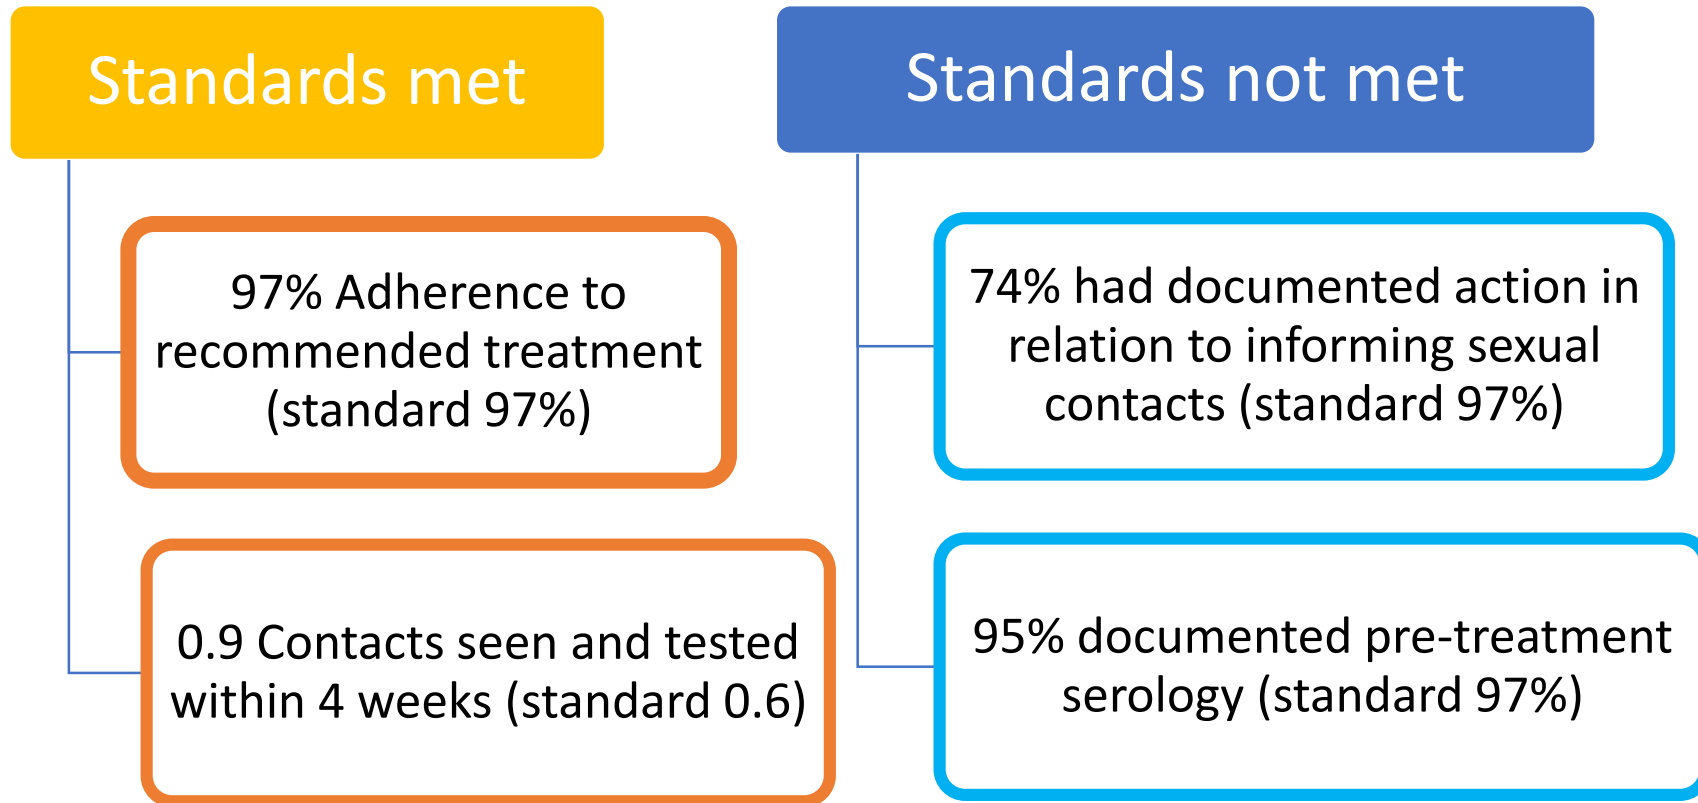 Standards met
97% Adherence to
recommended treatment
(standard 97%)
0.9 Contacts seen and tested
within 4 weeks (standard 0.6)
Standards not met
74% had documented action in
relation to informing sexual
contacts (standard 97%)
95% documented pre-treatment
serology (standard 97%)